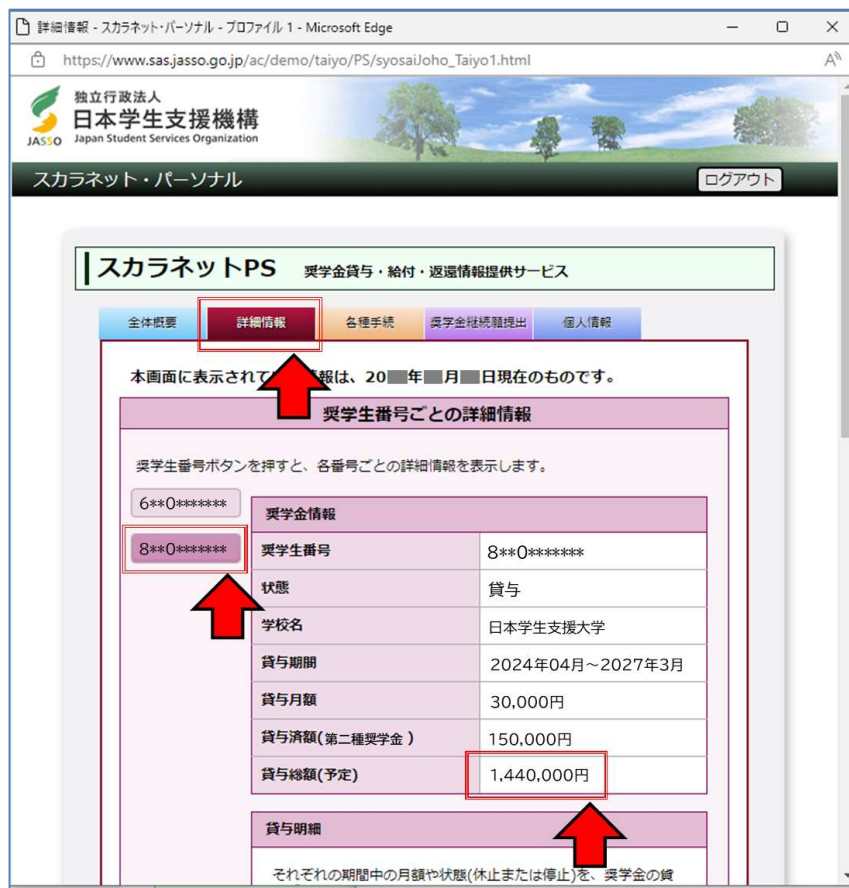 詳細情報 - スカラネット・パーソナル - プロファイル 1 - Microsoft Edge
https://www.sas.jasso.go.jp/ac/demo/taiyo/PS/syosaiJoho_Taiyo1.html
独立行政法人
日本学生支援機構
JASSO Japan Student Services Organization
スカラネット・パーソナル ログアウト
スカラネットPS 奨学金貸与・給付・返還情報提供サービス
全体概要 詳細情報 各種手続 奨学金継続願提出 個人情報
本画面に表示されて 報は、20 年 月 日現在のものです。
奨学生番号ごとの詳細情報
奨学生番号ボタンを押すと、各番号ごとの詳細情報を表示します。
6**0*******
8**0*******
奨学金情報
奨学生番号 8**0*******
状態 貸与
学校名 日本学生支援大学
貸与期間 2024年04月～2027年3月
貸与月額 30,000円
貸与済額(第二種奨学金 ) 150,000円
貸与総額(予定) 1,440,000円
貸与明細
それぞれの期間中の月額や状態(休止または停止)を、奨学金の貸